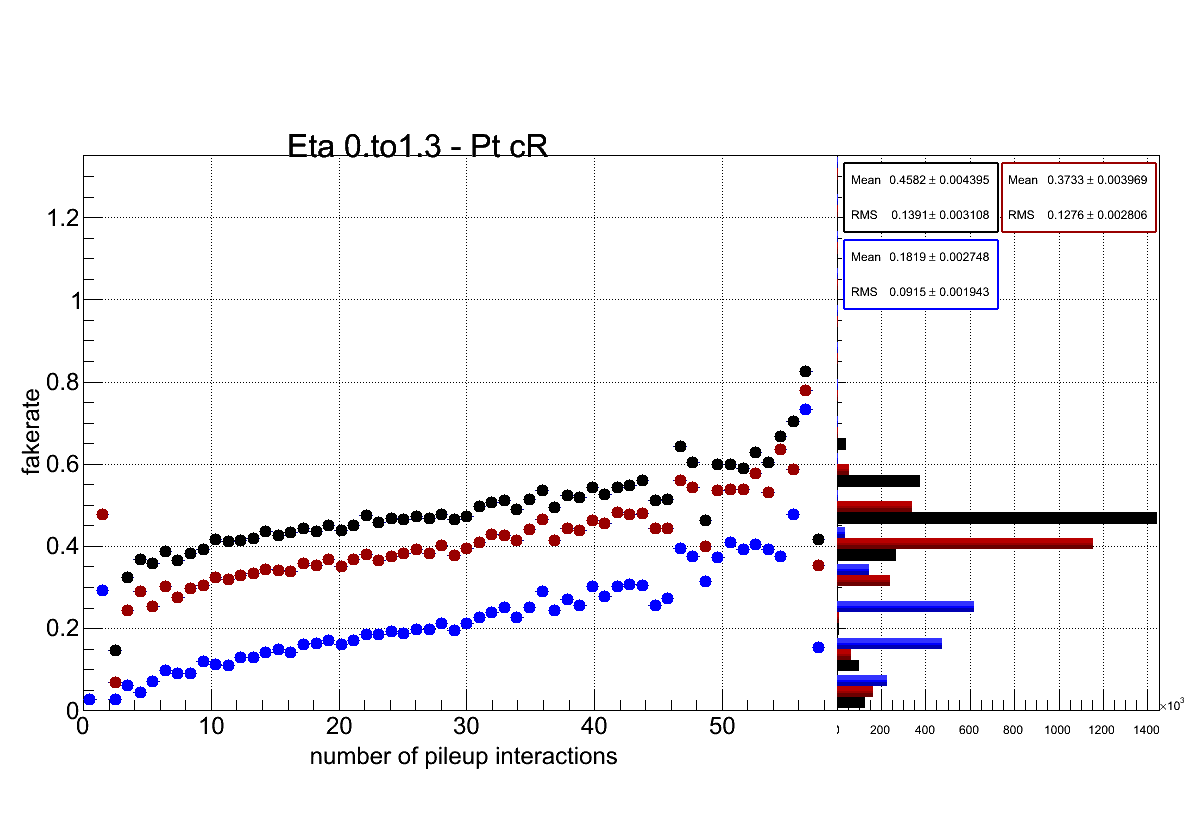 Eta 0.to1.3 - Pt cR
Mean 0.4582 ± 0.004395
RMS 0.1391 ± 0.003108
Mean 0.3733 ± 0.003969
RMS 0.1276 ± 0.002806
Mean 0.1819 ± 0.002748
RMS 0.0915 ± 0.001943
fakerate
1.2
1
0.8
0.6
0.4
0.2
0
0 10 20 30 40 50
number of pileup interactions
200 400 600 800 1000 1200 1400
×10³